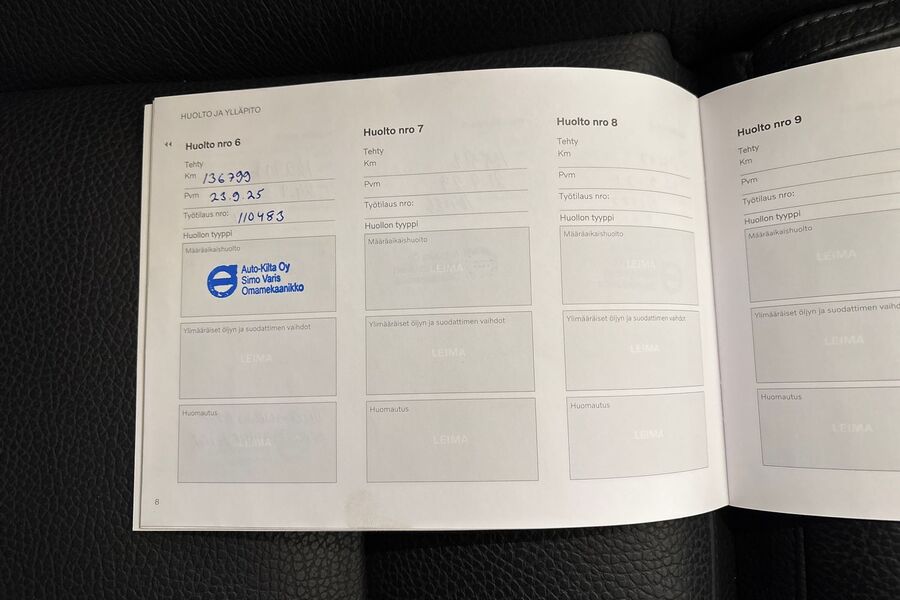 HUOLTO JA YLLÄPITO
Huolto nro 6
Tehty
Km 136799
Pvm 23.9.25
Työtilaus nro: 110483
Huollon tyyppi
Määräaikaishuolto
Auto-Kilta Oy
Simo Varis
Omamekaanikko
Ylimääräiset öljyn ja suodattimen vaihdot
LEIMA
Huomautus
LEIMA
8
Huolto nro 7
Tehty
Km
Pvm
Työtilaus nro:
Huollon tyyppi
Määräaikaishuolto
LEIMA
Ylimääräiset öljyn ja suodattimen vaihdot
LEIMA
Huomautus
LEIMA
Huolto nro 8
Tehty
Km
Pvm
Työtilaus nro:
Huollon tyyppi
Määräaikaishuolto
LEIMA
Ylimääräiset öljyn ja suodattimen vaihdot
LEIMA
Huomautus
LEIMA
Huolto nro 9
Tehty
Km
Pvm
Työtilaus nro:
Huollon tyyppi
Määräaikaishuolto
LEIMA
Ylimääräiset öljyn ja suodattimen vaihdot
LEIMA
Huomautus
LEIMA